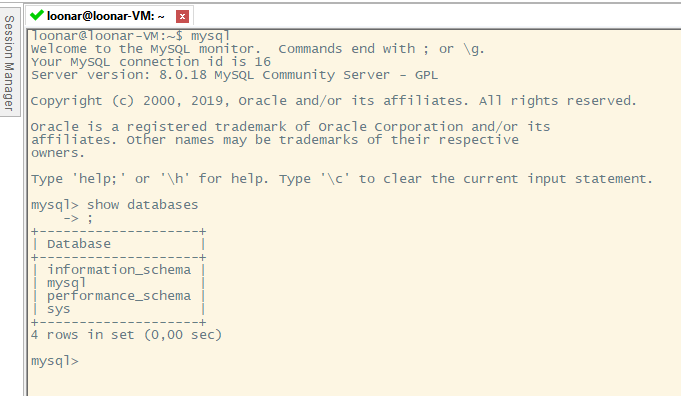 loonar@loonar-VM: ~
Session Manager
loonar@loonar-VM:~$ mysql
Welcome to the MySQL monitor.  Commands end with ; or \g.
Your MySQL connection id is 16
Server version: 8.0.18 MySQL Community Server - GPL

Copyright (c) 2000, 2019, Oracle and/or its affiliates. All rights reserved.

Oracle is a registered trademark of Oracle Corporation and/or its
affiliates. Other names may be trademarks of their respective
owners.

Type 'help;' or '\h' for help. Type '\c' to clear the current input statement.

mysql> show databases
    -> ;
+--------------------+
| Database           |
+--------------------+
| information_schema |
| mysql              |
| performance_schema |
| sys                |
+--------------------+
4 rows in set (0,00 sec)

mysql>